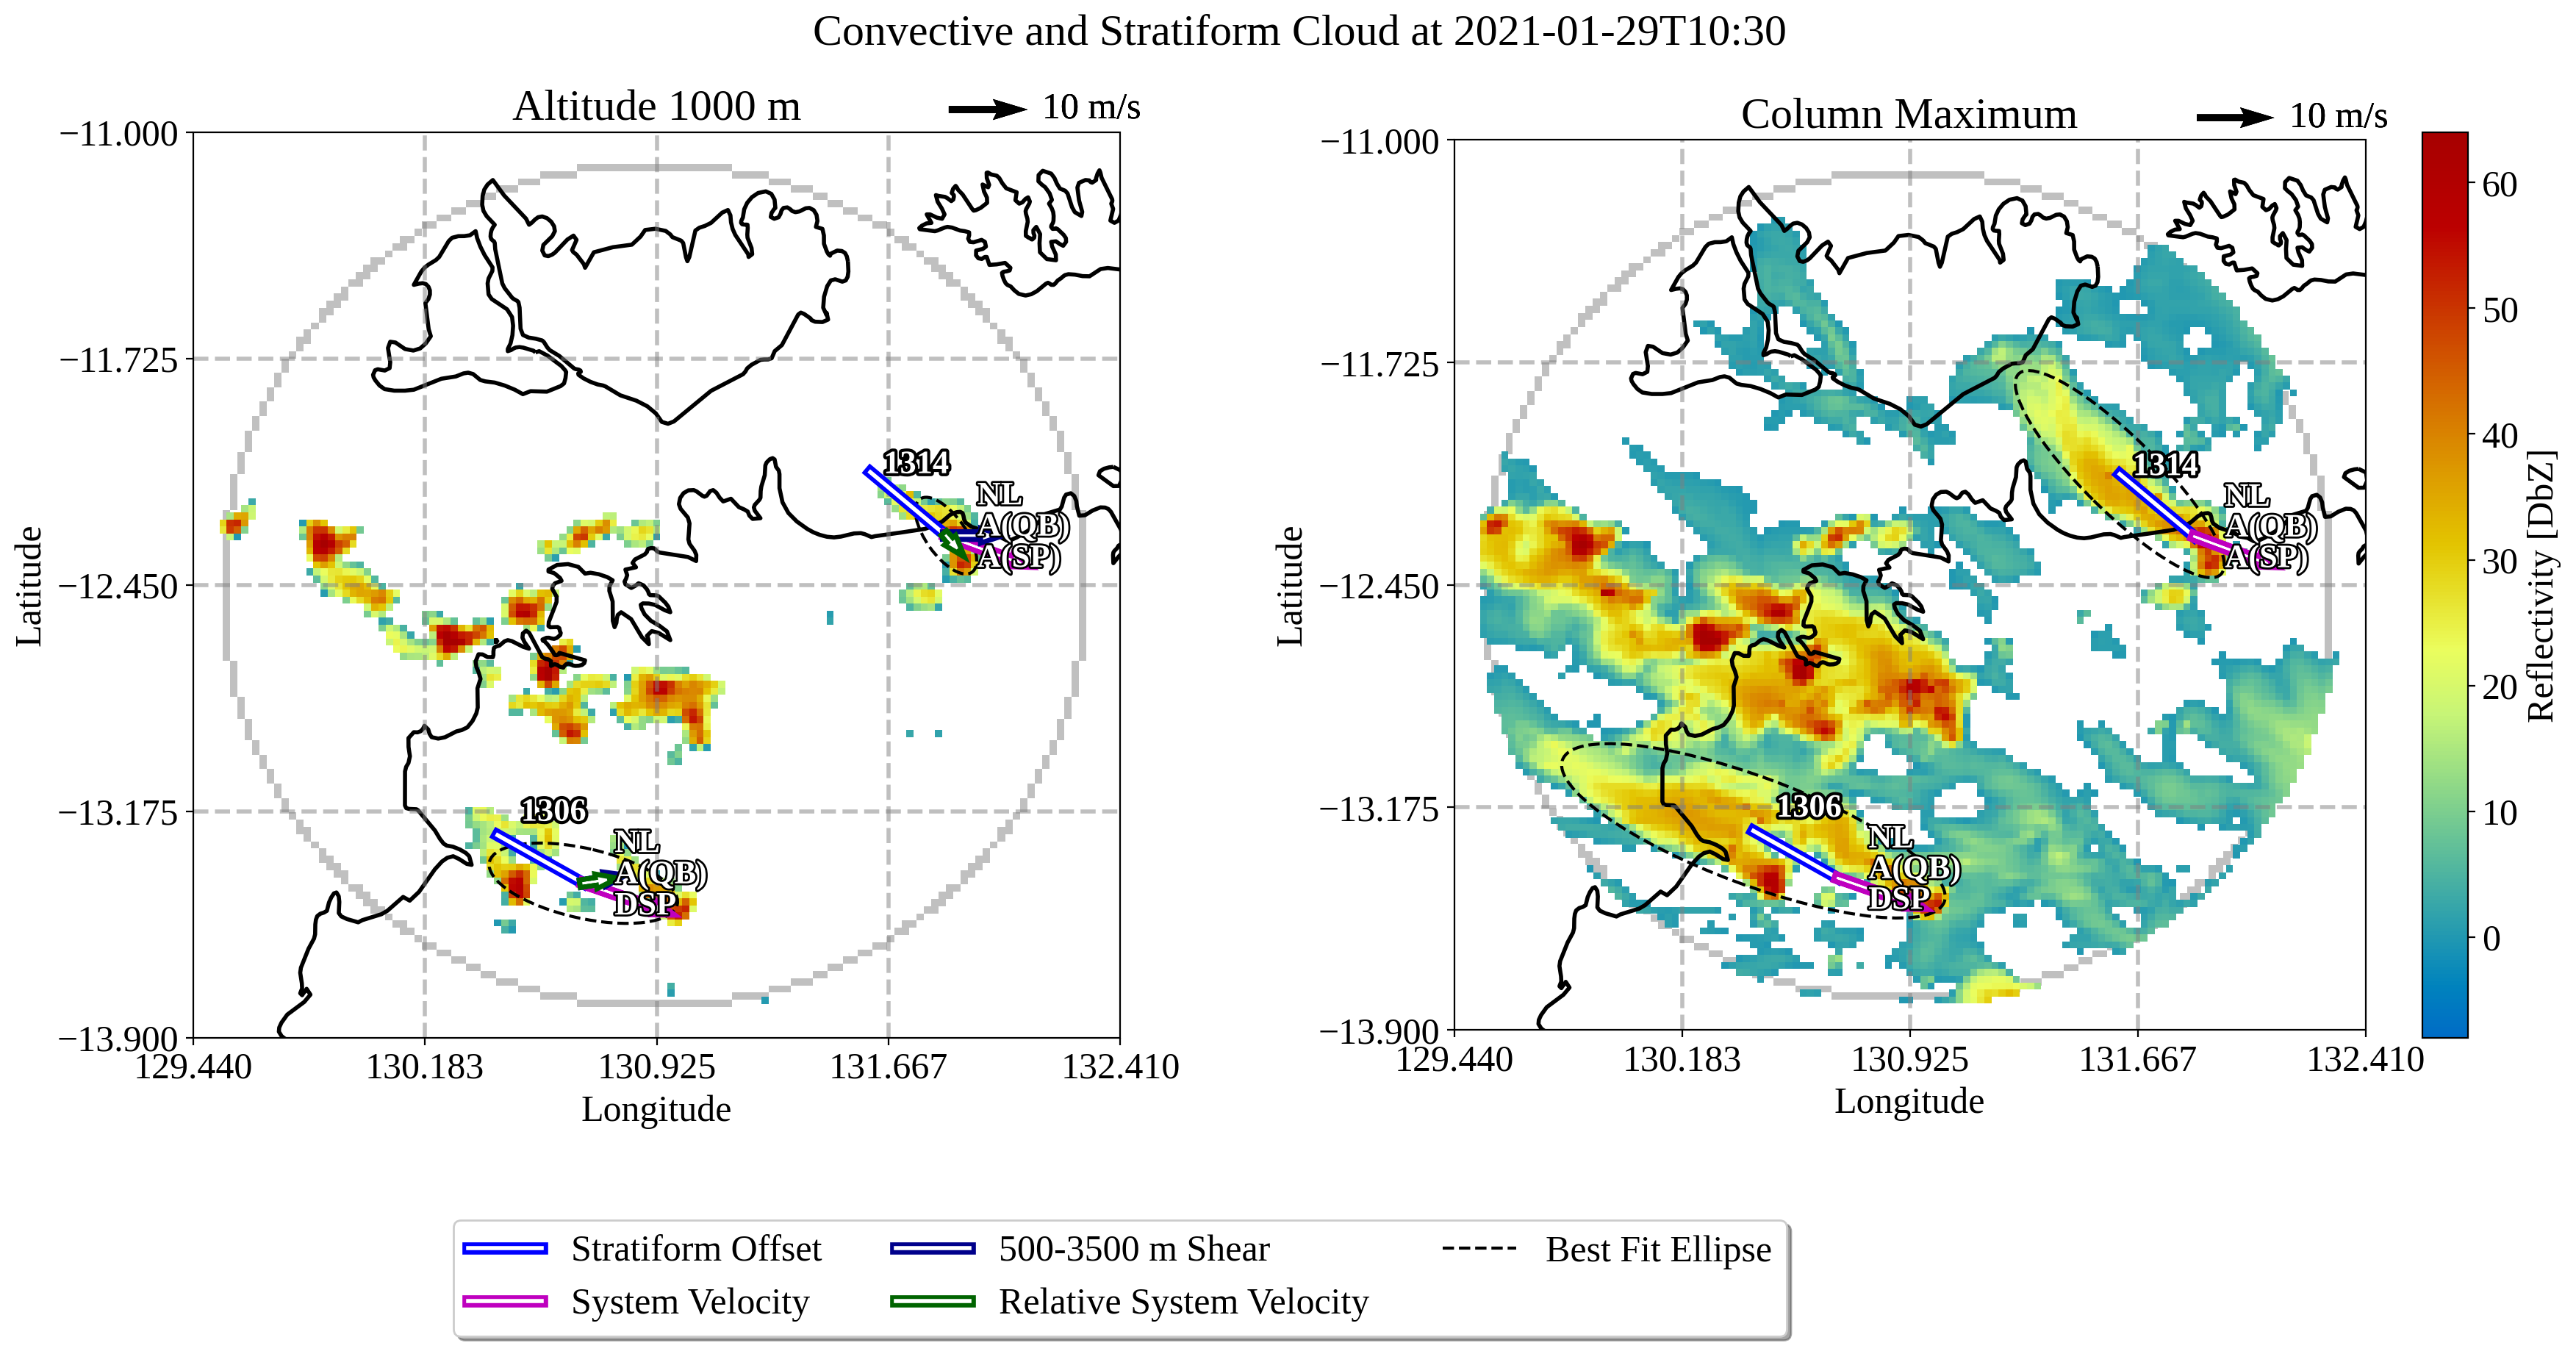 Convective and Stratiform Cloud at 2021-01-29T10:30
Altitude 1000 m
10 m/s
−11.000
−11.725
−12.450
−13.175
−13.900
Latitude
129.440
130.183
130.925
131.667
132.410
Longitude
1314
NL
A(QB)
A(SP)
1306
NL
A(QB)
DSP
Column Maximum
10 m/s
−11.000
−11.725
−12.450
−13.175
−13.900
Latitude
129.440
130.183
130.925
131.667
132.410
Longitude
1314
NL
A(QB)
A(SP)
1306
NL
A(QB)
DSP
60
50
40
30
20
10
0
Reflectivity [DbZ]
Stratiform Offset
System Velocity
500-3500 m Shear
Relative System Velocity
Best Fit Ellipse